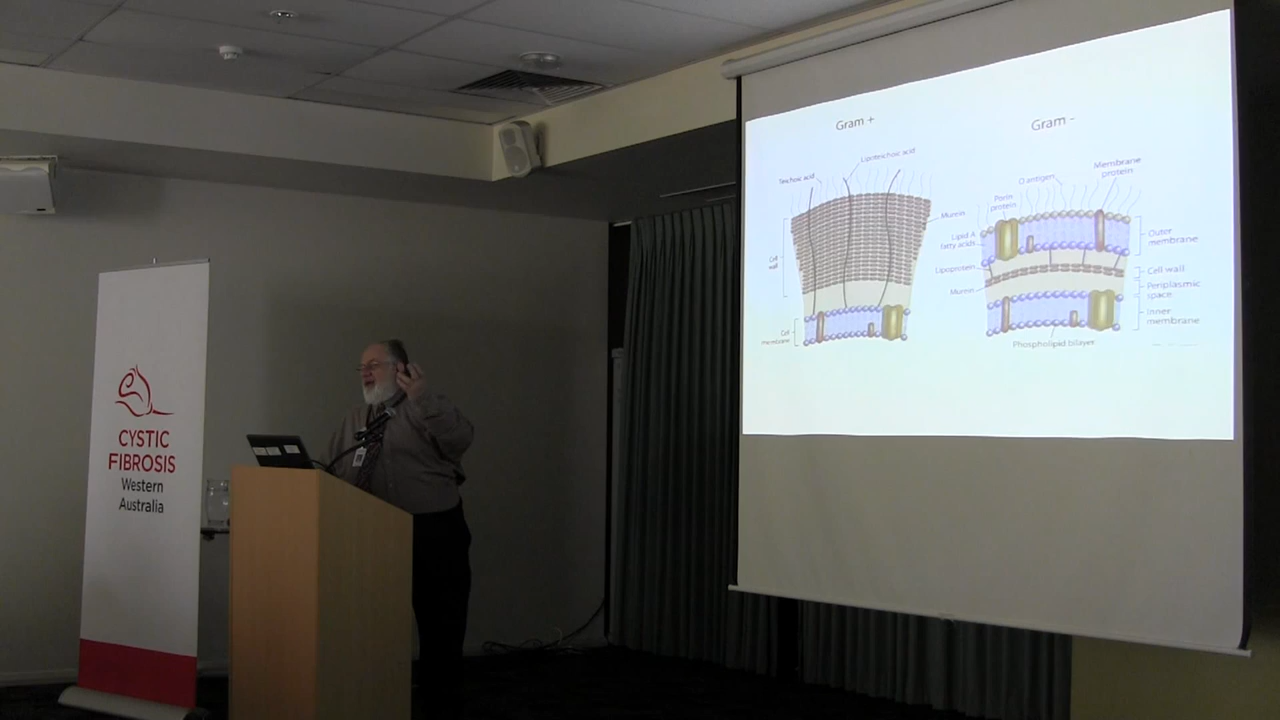 CYSTIC
FIBROSIS
Western
Australia
Gram +
Gram -
Teichoic acid
Lipoteichoic acid
Murein
Cell
wall
Cell
membrane
Membrane
protein
O antigen
Porin
protein
Lipid A
fatty acids
Lipoprotein
Murein
Outer
membrane
Cell wall
Periplasmic
space
Inner
membrane
Phospholipid bilayes